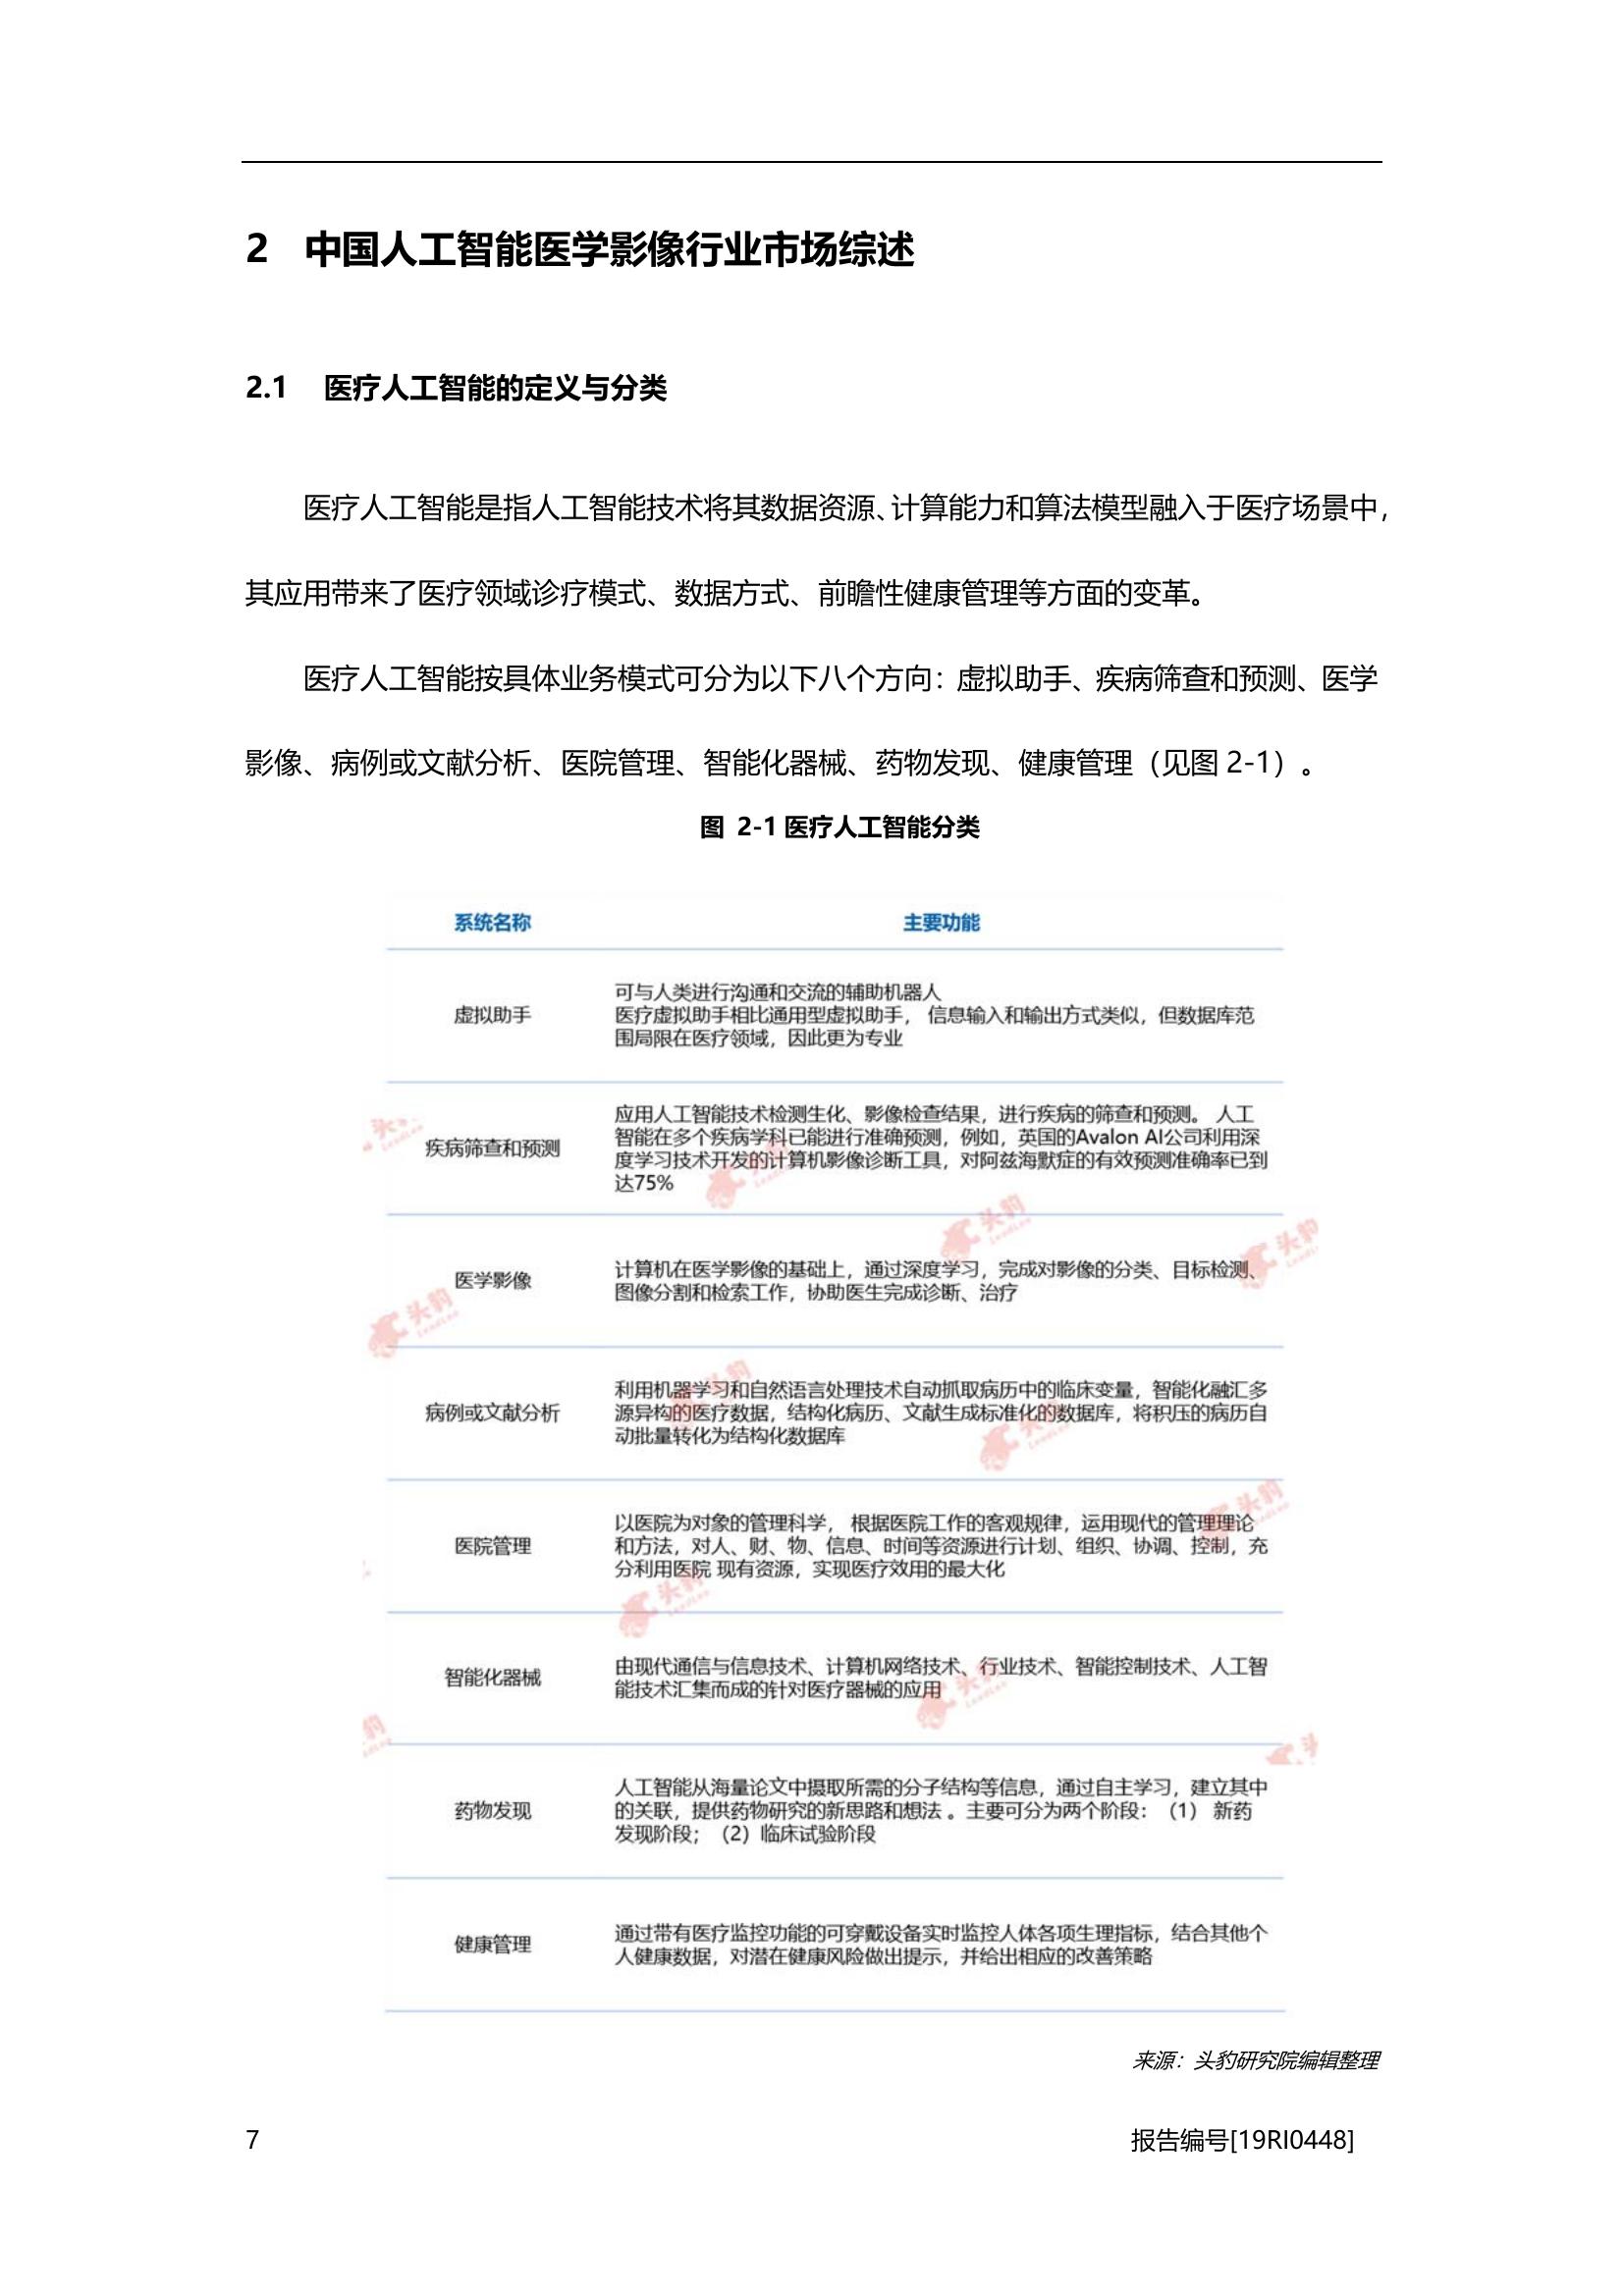 2 中国人工智能医学影像行业市场综述
2.1 医疗人工智能的定义与分类
医疗人工智能是指人工智能技术将其数据资源、计算能力和算法模型融入于医疗场景中，
其应用带来了医疗领域诊疗模式、数据方式、前瞻性健康管理等方面的变革。
医疗人工智能按具体业务模式可分为以下八个方向：虚拟助手、疾病筛查和预测、医学
影像、病例或文献分析、医院管理、智能化器械、药物发现、健康管理（见图 2-1）。
图 2-1 医疗人工智能分类
系统名称 主要功能
虚拟助手
可与人类进行沟通和交流的辅助机器人
医疗虚拟助手相比通用型虚拟助手， 信息输入和输出方式类似，但数据库范
围局限在医疗领域，因此更为专业
疾病筛查和预测
应用人工智能技术检测生化、影像检查结果，进行疾病的筛查和预测。 人工
智能在多个疾病学科已能进行准确预测，例如，英国的Avalon AI公司利用深
度学习技术开发的计算机影像诊断工具，对阿兹海默症的有效预测准确率已到
达75%
医学影像
计算机在医学影像的基础上，通过深度学习，完成对影像的分类、目标检测、
图像分割和检索工作，协助医生完成诊断、治疗
病例或文献分析
利用机器学习和自然语言处理技术自动抓取病历中的临床变量，智能化融汇多
源异构的医疗数据，结构化病历、文献生成标准化的数据库，将积压的病历自
动批量转化为结构化数据库
医院管理
以医院为对象的管理科学， 根据医院工作的客观规律，运用现代的管理理论
和方法，对人、财、物、信息、时间等资源进行计划、组织、协调、控制，充
分利用医院 现有资源，实现医疗效用的最大化
智能化器械
由现代通信与信息技术、计算机网络技术、行业技术、智能控制技术、人工智
能技术汇集而成的针对医疗器械的应用
药物发现
人工智能从海量论文中摄取所需的分子结构等信息，通过自主学习，建立其中
的关联，提供药物研究的新思路和想法 。主要可分为两个阶段：（1） 新药
发现阶段；（2）临床试验阶段
健康管理
通过带有医疗监控功能的可穿戴设备实时监控人体各项生理指标，结合其他个
人健康数据，对潜在健康风险做出提示，并给出相应的改善策略
来源：头豹研究院编辑整理
7 报告编号[19RI0448]